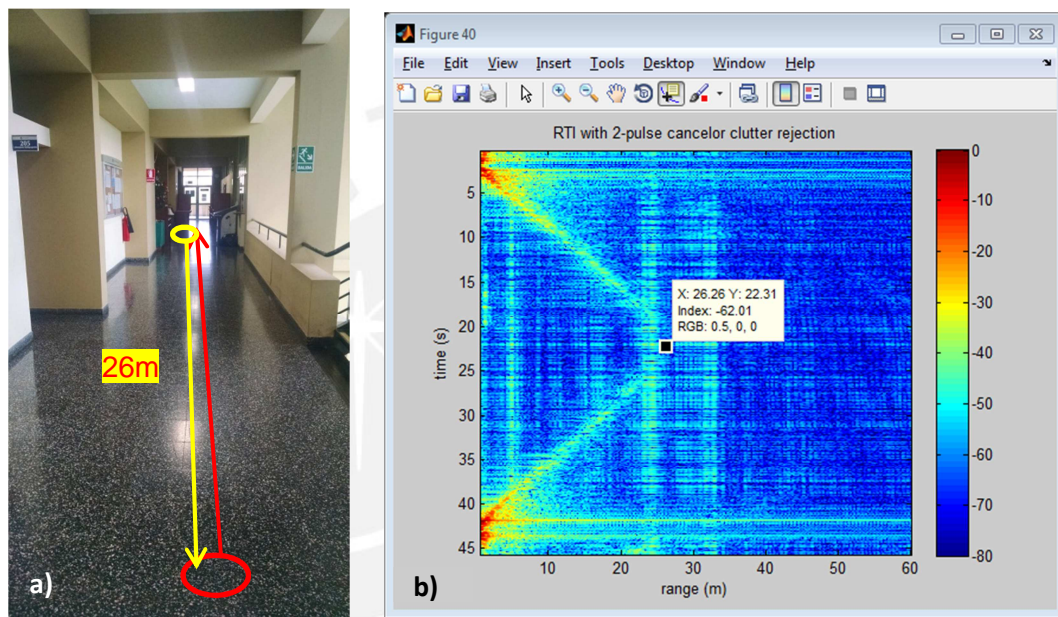 205
SALIDA
26m
a)
Figure 40
File Edit View Insert Tools Desktop Window Help
RTI with 2-pulse cancelor clutter rejection
5
10
15
20
25
30
35
40
45
time (s)
X: 26.26 Y: 22.31
Index: -62.01
RGB: 0.5, 0, 0
10 20 30 40 50 60
range (m)
0
-10
-20
-30
-40
-50
-60
-70
-80
b)